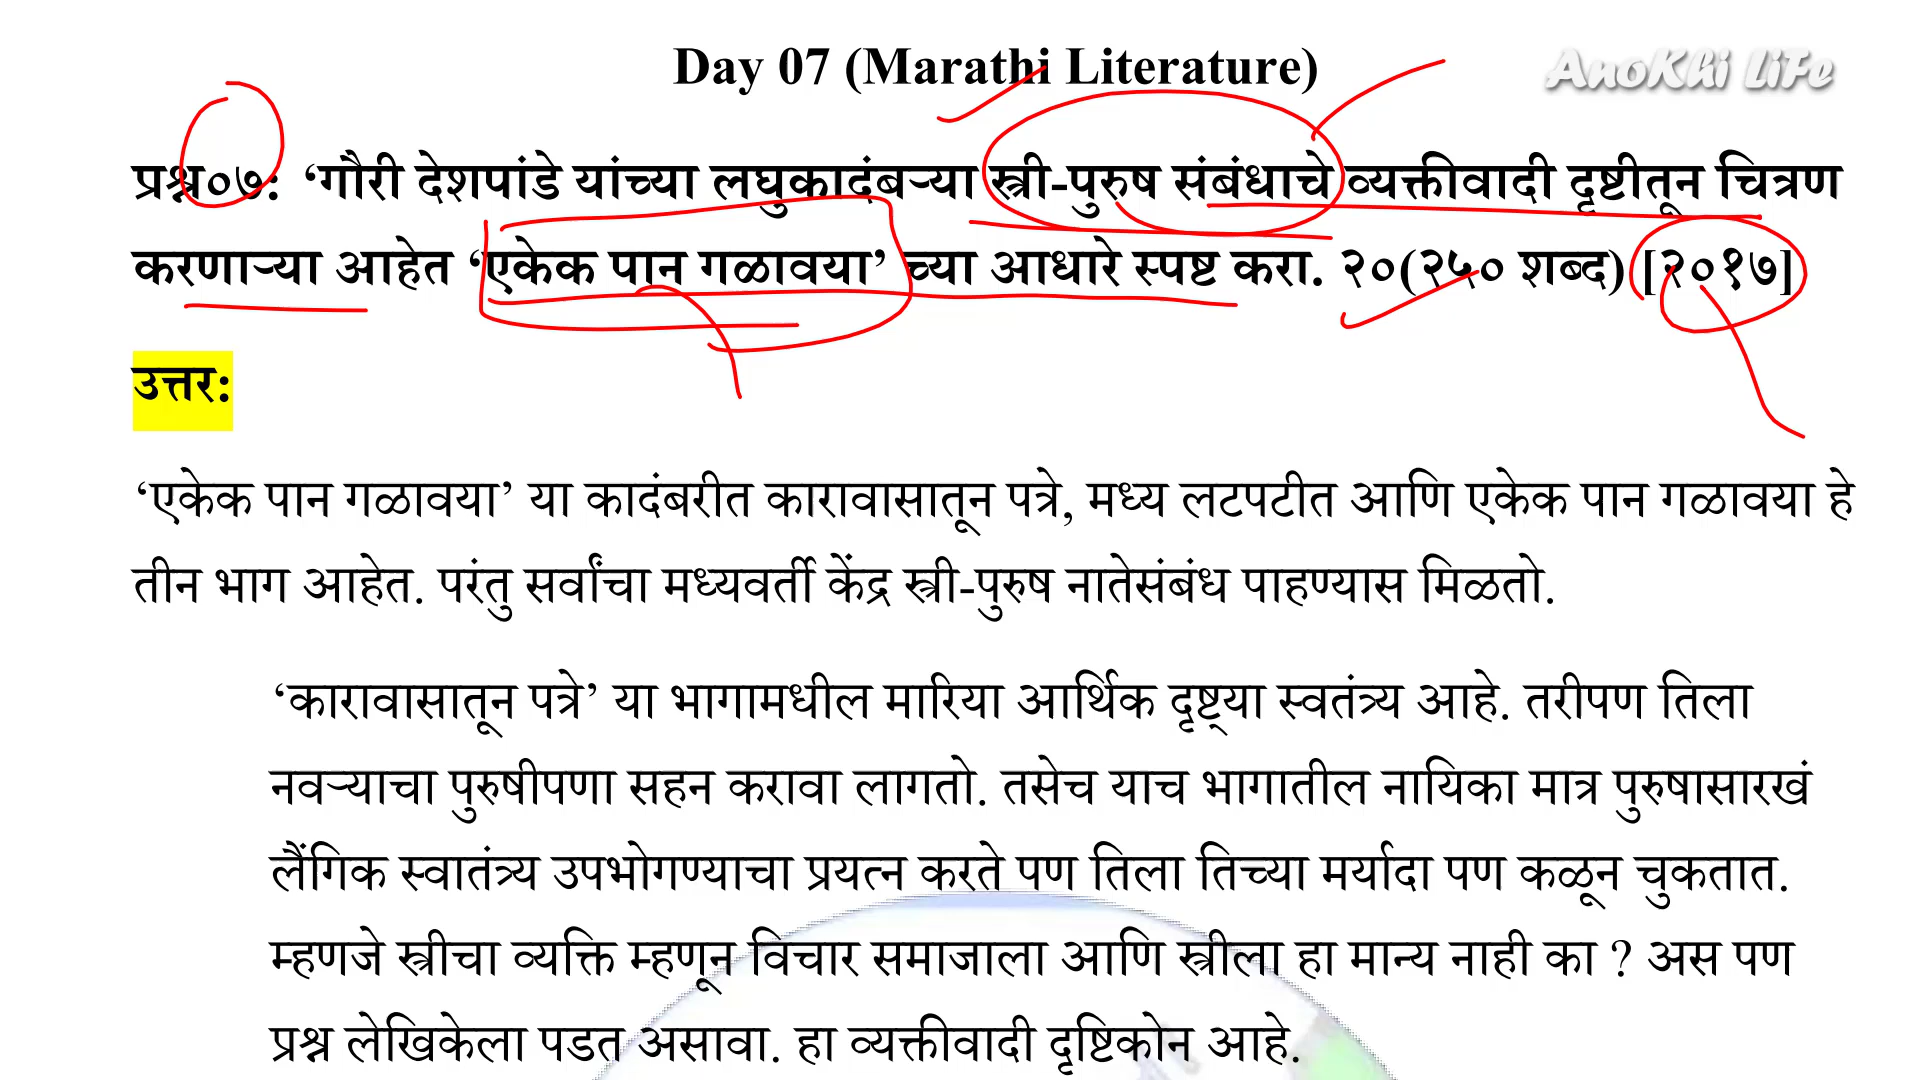 Day 07 (Marathi Literature)
AnoKhi LiFe
प्रश्न०७: ‘गौरी देशपांडे यांच्या लघुकादंबऱ्या स्त्री-पुरुष संबंधाचे व्यक्तीवादी दृष्टीतून चित्रण
करणाऱ्या आहेत ‘एकेक पान गळावया’ च्या आधारे स्पष्ट करा. २०(२५० शब्द) [२०१७]
उत्तर:
‘एकेक पान गळावया’ या कादंबरीत कारावासातून पत्रे, मध्य लटपटीत आणि एकेक पान गळावया हे
तीन भाग आहेत. परंतु सर्वांचा मध्यवर्ती केंद्र स्त्री-पुरुष नातेसंबंध पाहण्यास मिळतो.
‘कारावासातून पत्रे’ या भागामधील मारिया आर्थिक दृष्ट्या स्वतंत्र्य आहे. तरीपण तिला
नवऱ्याचा पुरुषीपणा सहन करावा लागतो. तसेच याच भागातील नायिका मात्र पुरुषासारखं
लैंगिक स्वातंत्र्य उपभोगण्याचा प्रयत्न करते पण तिला तिच्या मर्यादा पण कळून चुकतात.
म्हणजे स्त्रीचा व्यक्ति म्हणून विचार समाजाला आणि स्त्रीला हा मान्य नाही का ? अस पण
प्रश्न लेखिकेला पडत असावा. हा व्यक्तीवादी दृष्टिकोन आहे.